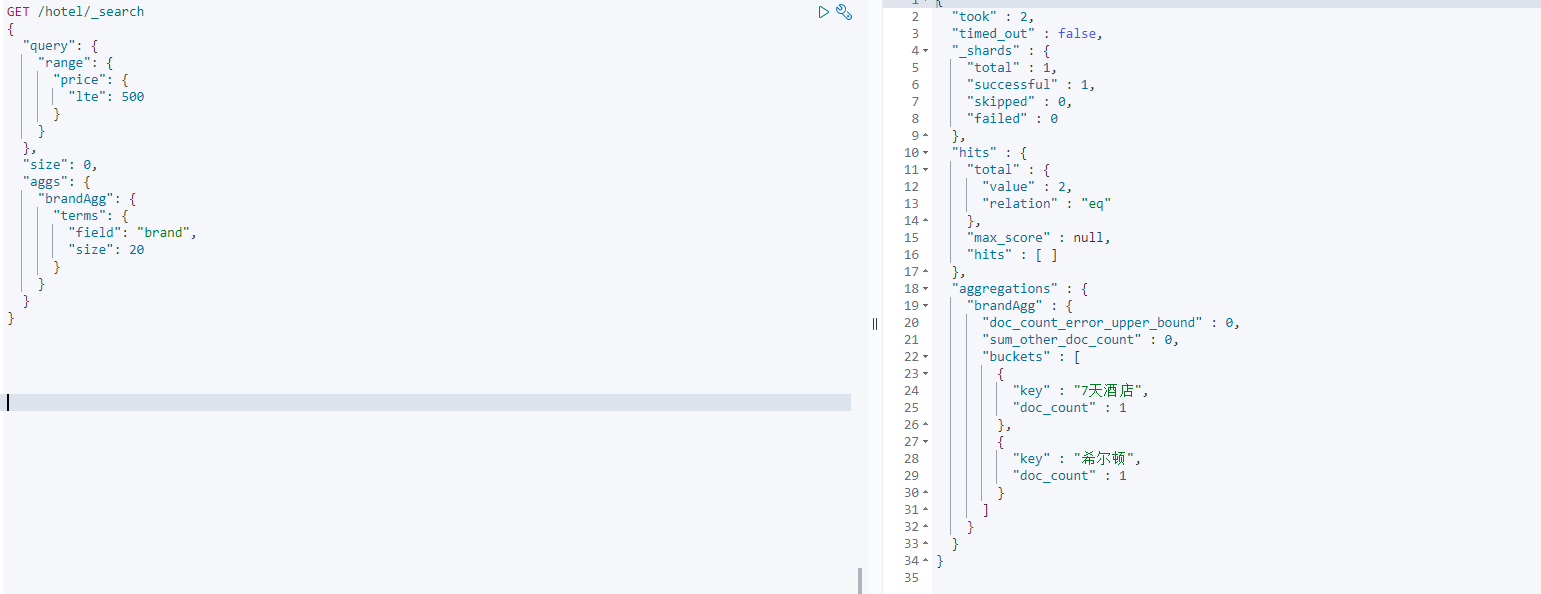 GET /hotel/_search
{
  "query": {
    "range": {
      "price": {
        "lte": 500
      }
    }
  },
  "size": 0,
  "aggs": {
    "brandAgg": {
      "terms": {
        "field": "brand",
        "size": 20
      }
    }
  }
}
1 {
2   "took" : 2,
3   "timed_out" : false,
4   "_shards" : {
5     "total" : 1,
6     "successful" : 1,
7     "skipped" : 0,
8     "failed" : 0
9   },
10   "hits" : {
11     "total" : {
12       "value" : 2,
13       "relation" : "eq"
14     },
15     "max_score" : null,
16     "hits" : [ ]
17   },
18   "aggregations" : {
19     "brandAgg" : {
20       "doc_count_error_upper_bound" : 0,
21       "sum_other_doc_count" : 0,
22       "buckets" : [
23         {
24           "key" : "7天酒店",
25           "doc_count" : 1
26         },
27         {
28           "key" : "希尔顿",
29           "doc_count" : 1
30         }
31       ]
32     }
33   }
34 }
35